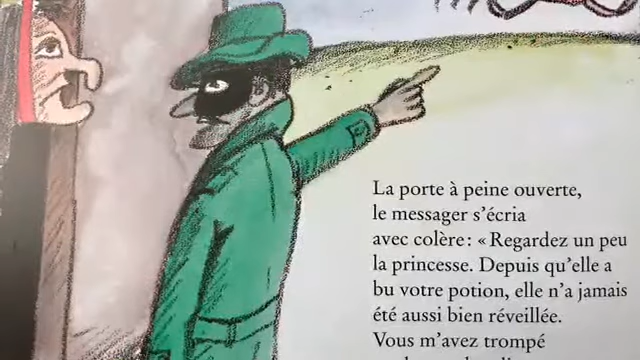 La porte à peine ouverte,
le messager s'écria
avec colère : « Regardez un peu
la princesse. Depuis qu'elle a
bu votre potion, elle n'a jamais
été aussi bien réveillée.
Vous m'avez trompé